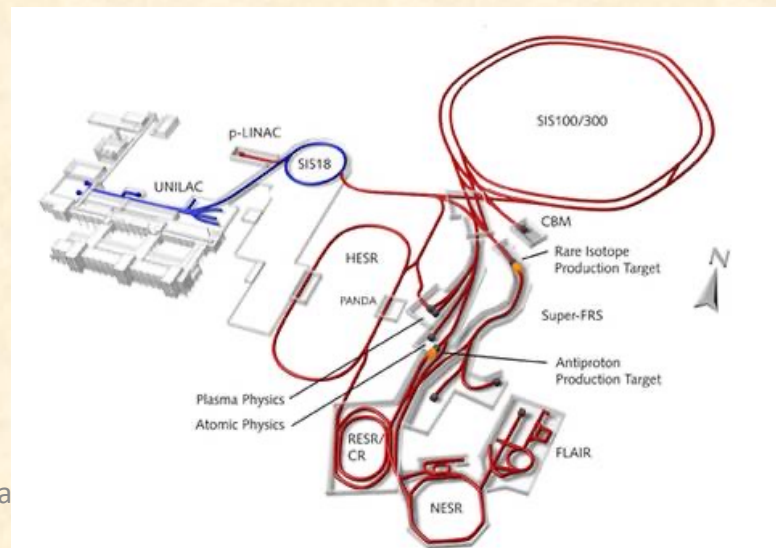 SIS100/300
p-LINAC
SIS18
UNILAC
CBM
Rare Isotope
Production Target
HESR
N
PANDA
Super-FRS
Antiproton
Production Target
Plasma Physics
Atomic Physics
RESR/
CR
FLAIR
NESR
a